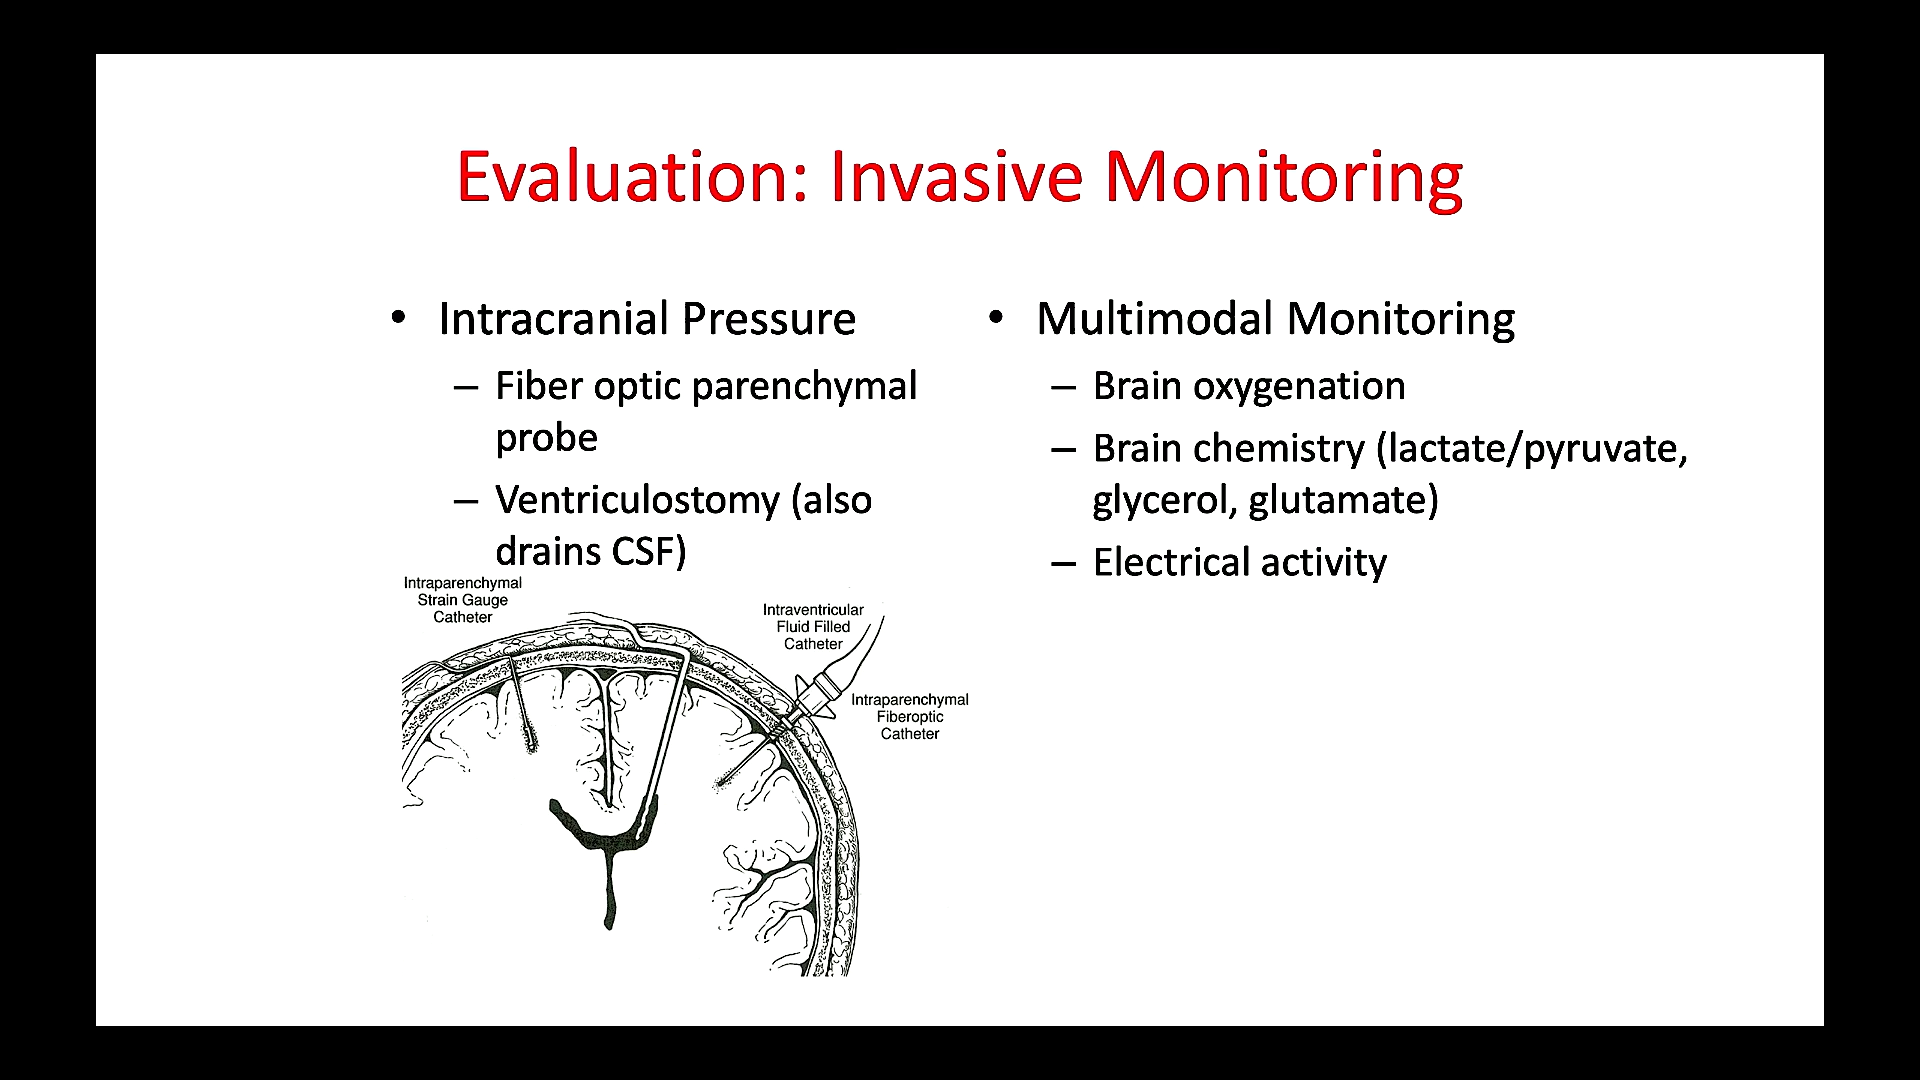 Evaluation: Invasive Monitoring
• Intracranial Pressure
– Fiber optic parenchymal
probe
– Ventriculostomy (also
drains CSF)
• Multimodal Monitoring
– Brain oxygenation
– Brain chemistry (lactate/pyruvate,
glycerol, glutamate)
– Electrical activity
Intraparenchymal
Strain Gauge
Catheter
Intraventricular
Fluid Filled
Catheter
Intraparenchymal
Fiberoptic
Catheter